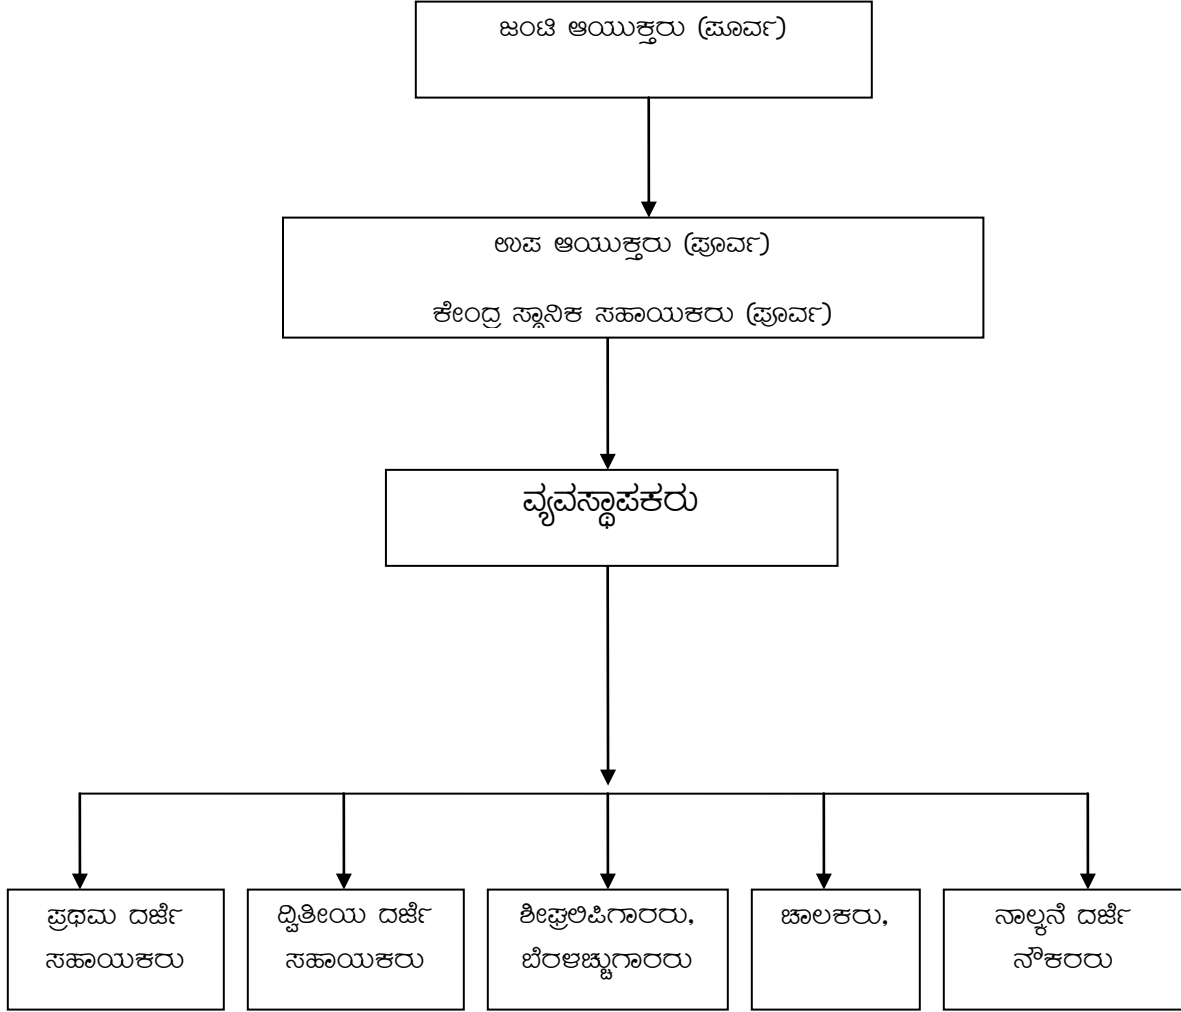 ಜಂಟಿ ಆಯುಕ್ತರು (ಪೂರ್ವ)
ಉಪ ಆಯುಕ್ತರು (ಪೂರ್ವ)
ಕೇಂದ್ರ ಸ್ಥಾನಿಕ ಸಹಾಯಕರು (ಪೂರ್ವ)
ವ್ಯವಸ್ಥಾಪಕರು
ಪ್ರಥಮ ದರ್ಜೆ
ಸಹಾಯಕರು
ದ್ವಿತೀಯ ದರ್ಜೆ
ಸಹಾಯಕರು
ಶೀಘ್ರಲಿಪಿಗಾರರು,
ಬೆರಳಚ್ಚುಗಾರರು
ಚಾಲಕರು,
ನಾಲ್ಕನೆ ದರ್ಜೆ
ನೌಕರರು